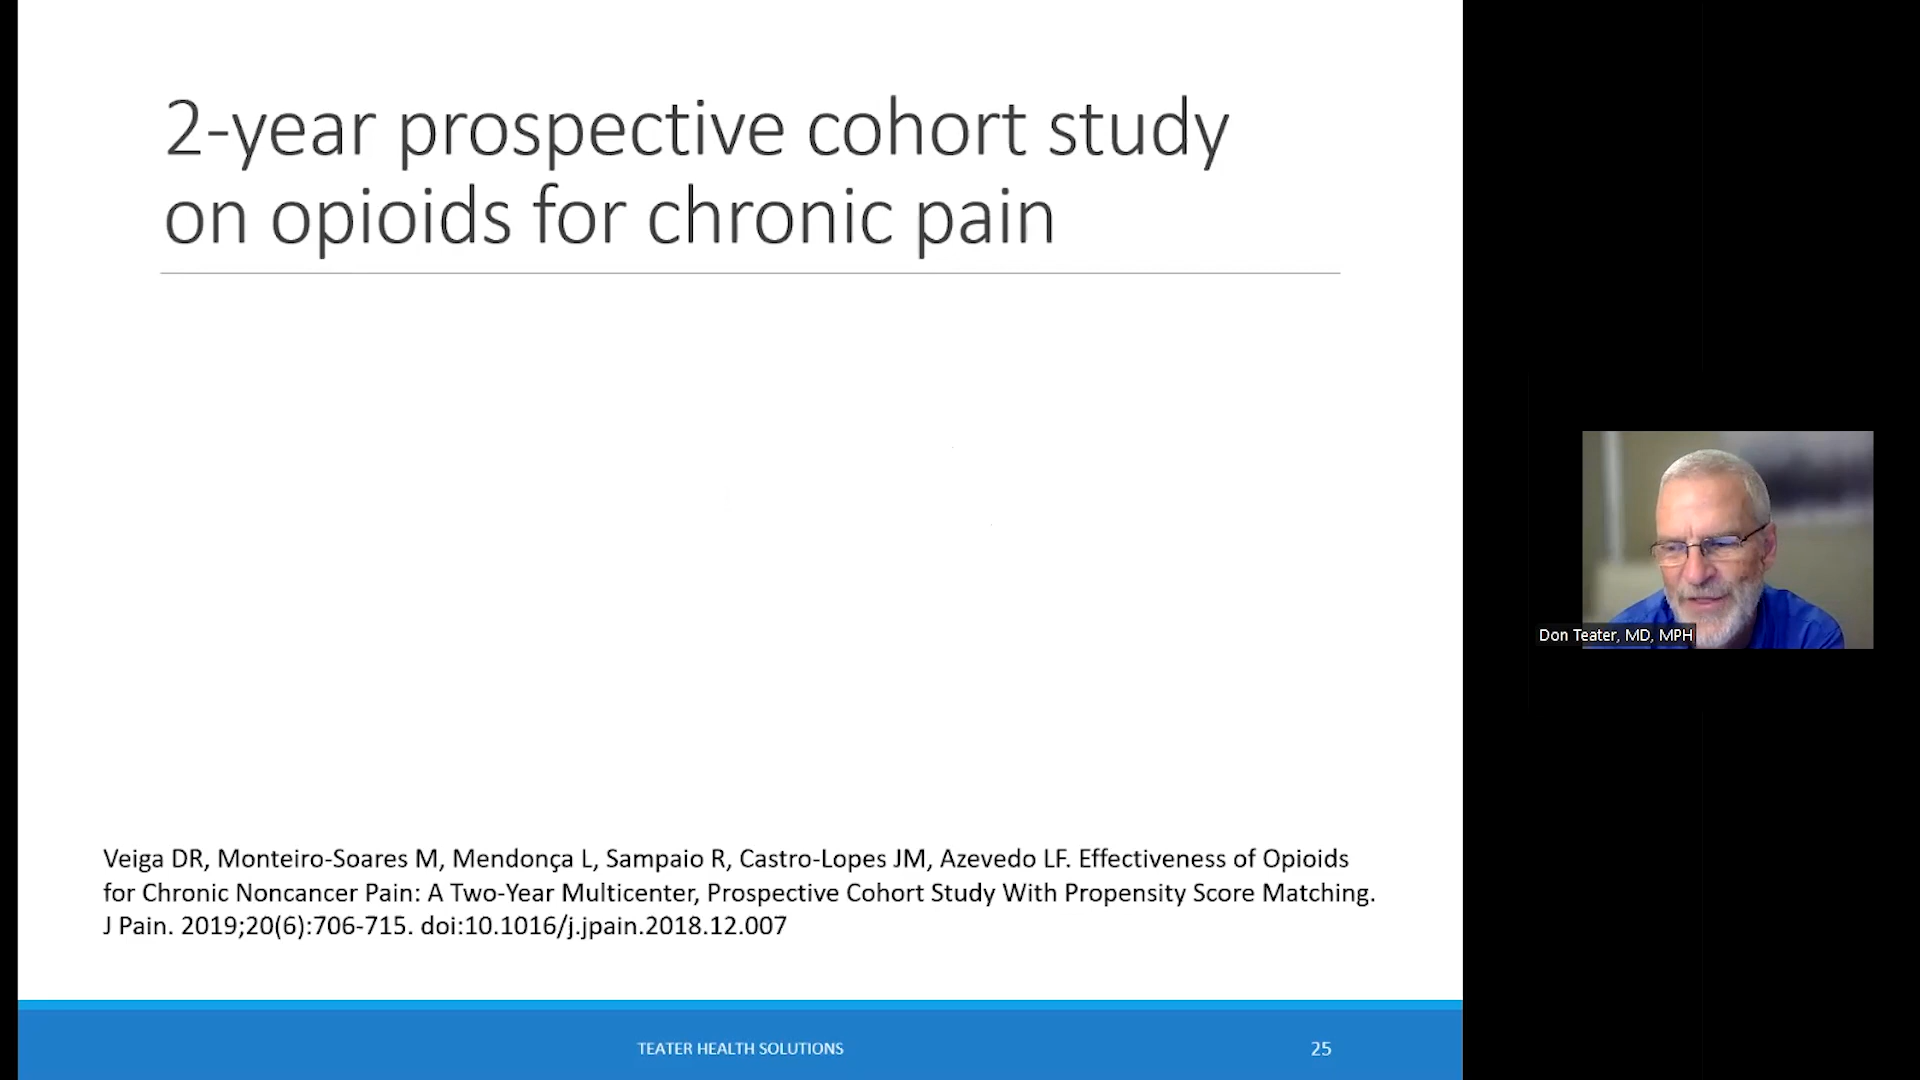 2-year prospective cohort study
on opioids for chronic pain
Veiga DR, Monteiro-Soares M, Mendonça L, Sampaio R, Castro-Lopes JM, Azevedo LF. Effectiveness of Opioids
for Chronic Noncancer Pain: A Two-Year Multicenter, Prospective Cohort Study With Propensity Score Matching.
J Pain. 2019;20(6):706-715. doi:10.1016/j.jpain.2018.12.007
TEATER HEALTH SOLUTIONS
25
Don Teater, MD, MPH